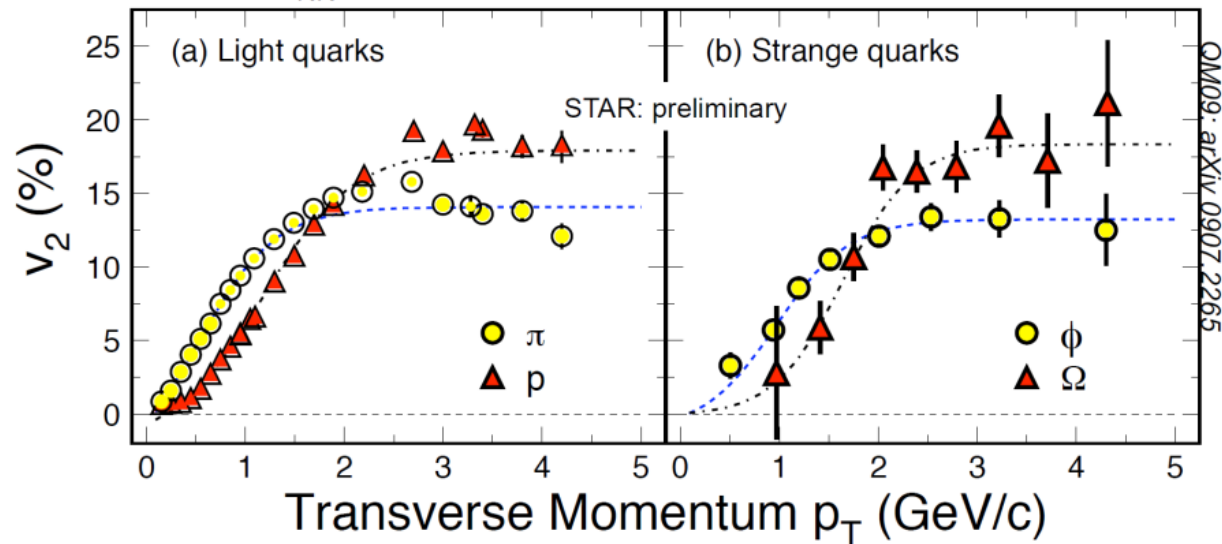 (a) Light quarks
(b) Strange quarks
STAR: preliminary
QM09: arXiv 0907.2265
v2 (%)
25
20
15
10
5
0
π
p
ϕ
Ω
0 1 2 3 4 5
0 1 2 3 4 5
Transverse Momentum pT (GeV/c)